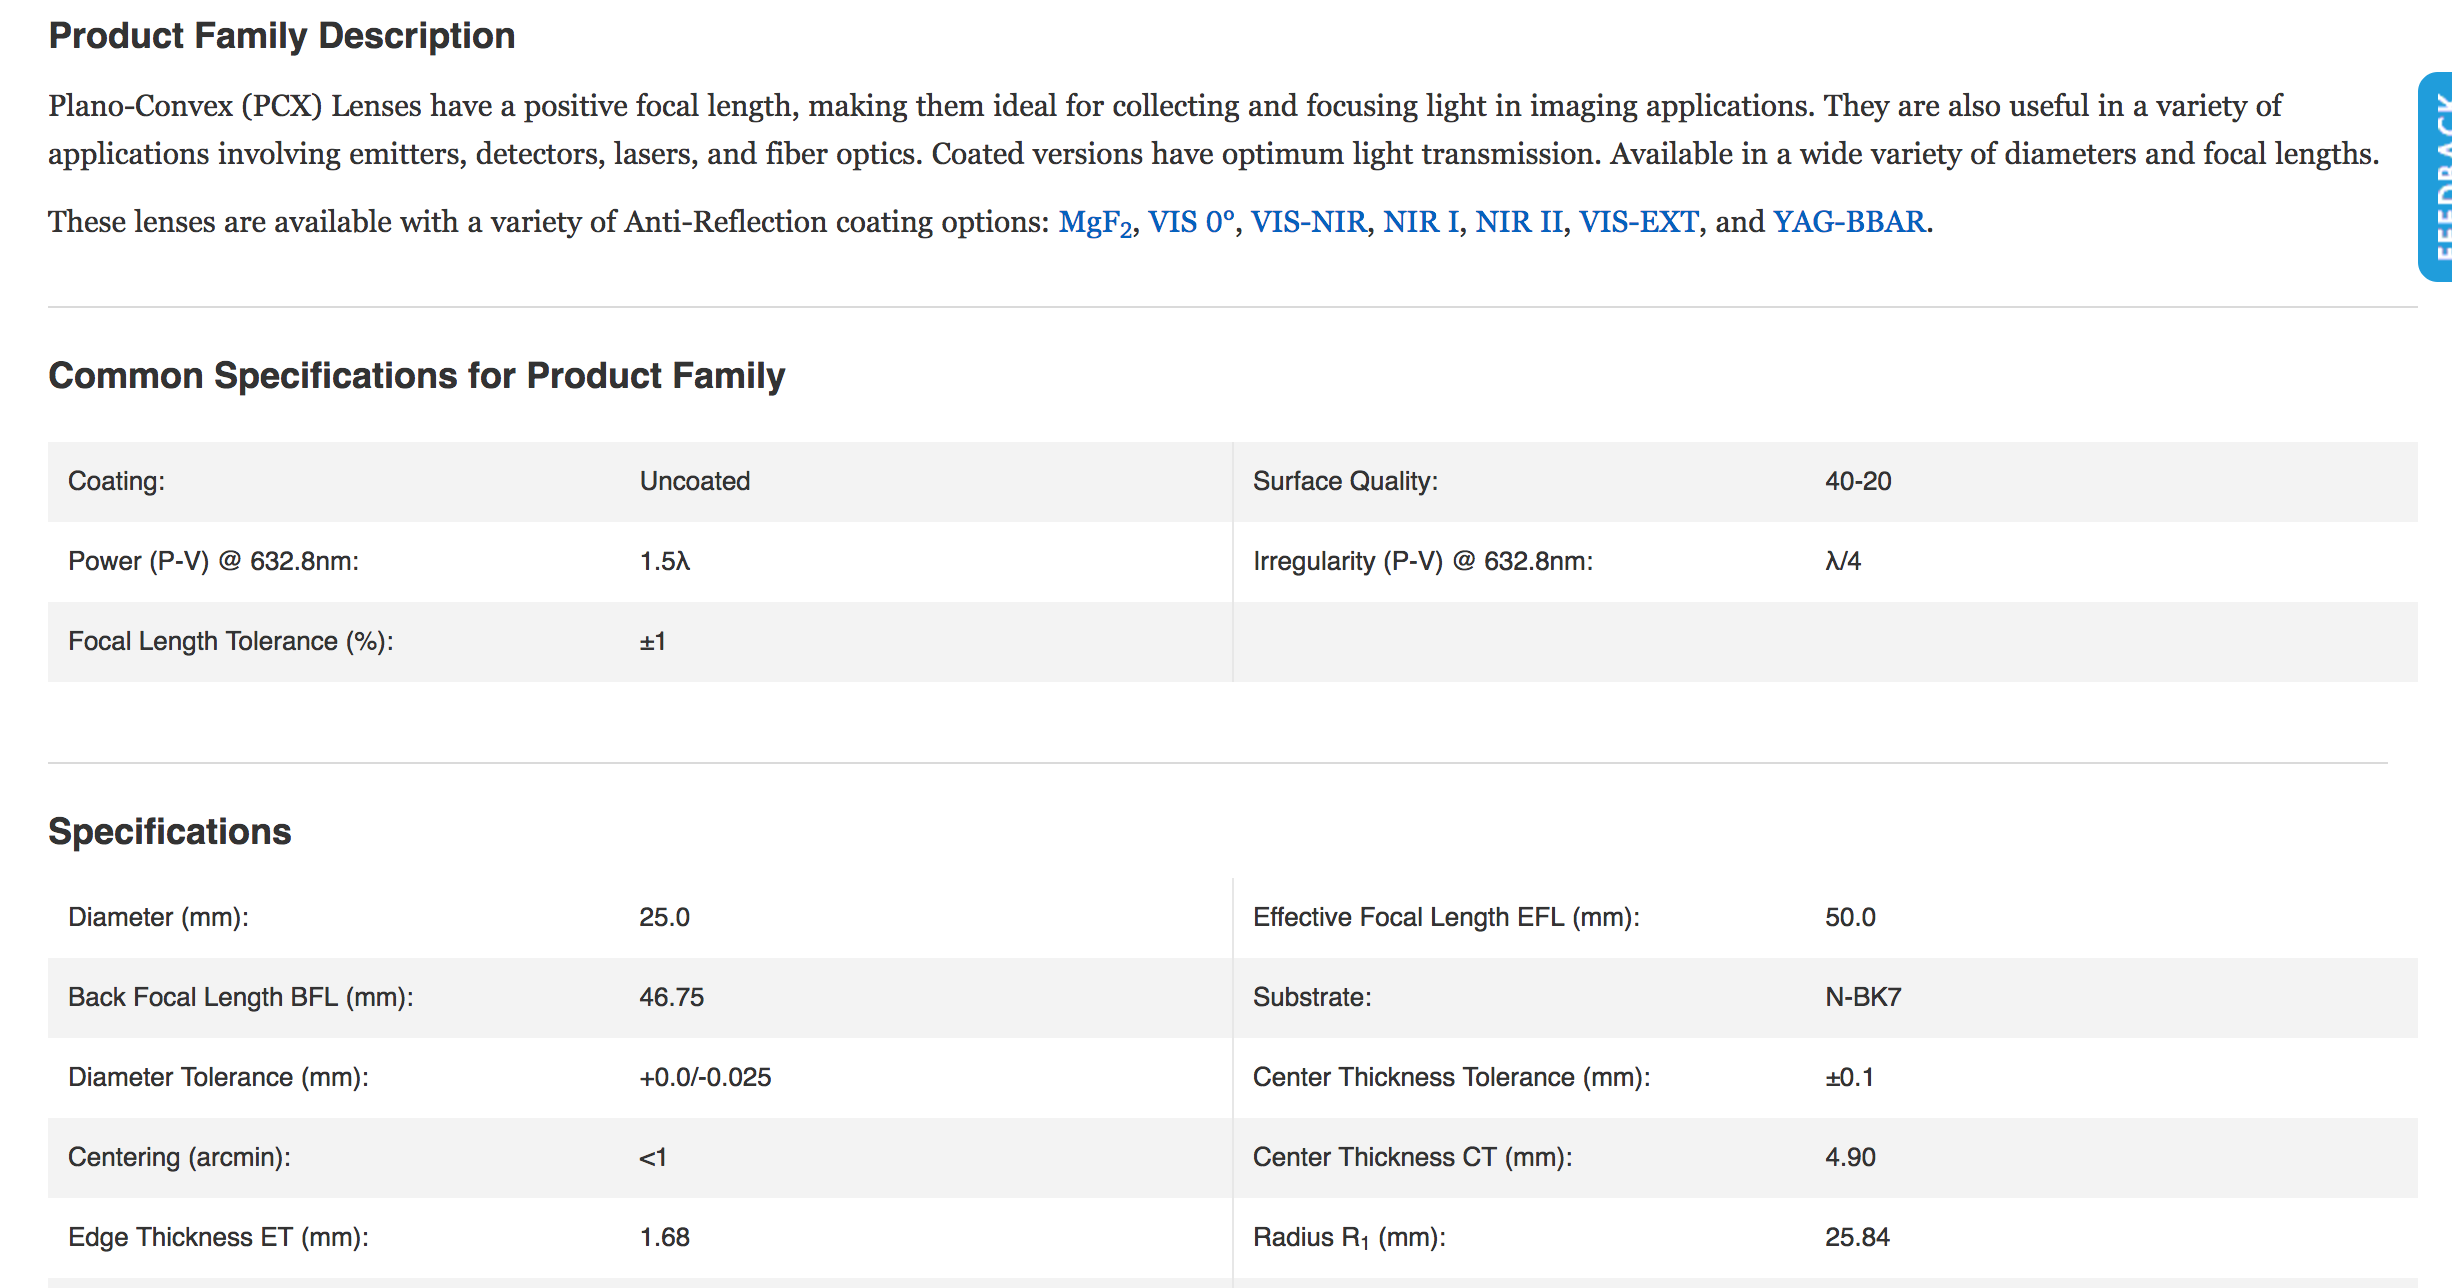 Product Family Description
Plano-Convex (PCX) Lenses have a positive focal length, making them ideal for collecting and focusing light in imaging applications. They are also useful in a variety of
applications involving emitters, detectors, lasers, and fiber optics. Coated versions have optimum light transmission. Available in a wide variety of diameters and focal lengths.
These lenses are available with a variety of Anti-Reflection coating options: MgF₂, VIS 0°, VIS-NIR, NIR I, NIR II, VIS-EXT, and YAG-BBAR.
FEEDBACK
Common Specifications for Product Family
Coating: Uncoated Surface Quality: 40-20
Power (P-V) @ 632.8nm: 1.5λ Irregularity (P-V) @ 632.8nm: λ/4
Focal Length Tolerance (%): ±1
Specifications
Diameter (mm): 25.0 Effective Focal Length EFL (mm): 50.0
Back Focal Length BFL (mm): 46.75 Substrate: N-BK7
Diameter Tolerance (mm): +0.0/-0.025 Center Thickness Tolerance (mm): ±0.1
Centering (arcmin): <1 Center Thickness CT (mm): 4.90
Edge Thickness ET (mm): 1.68 Radius R₁ (mm): 25.84